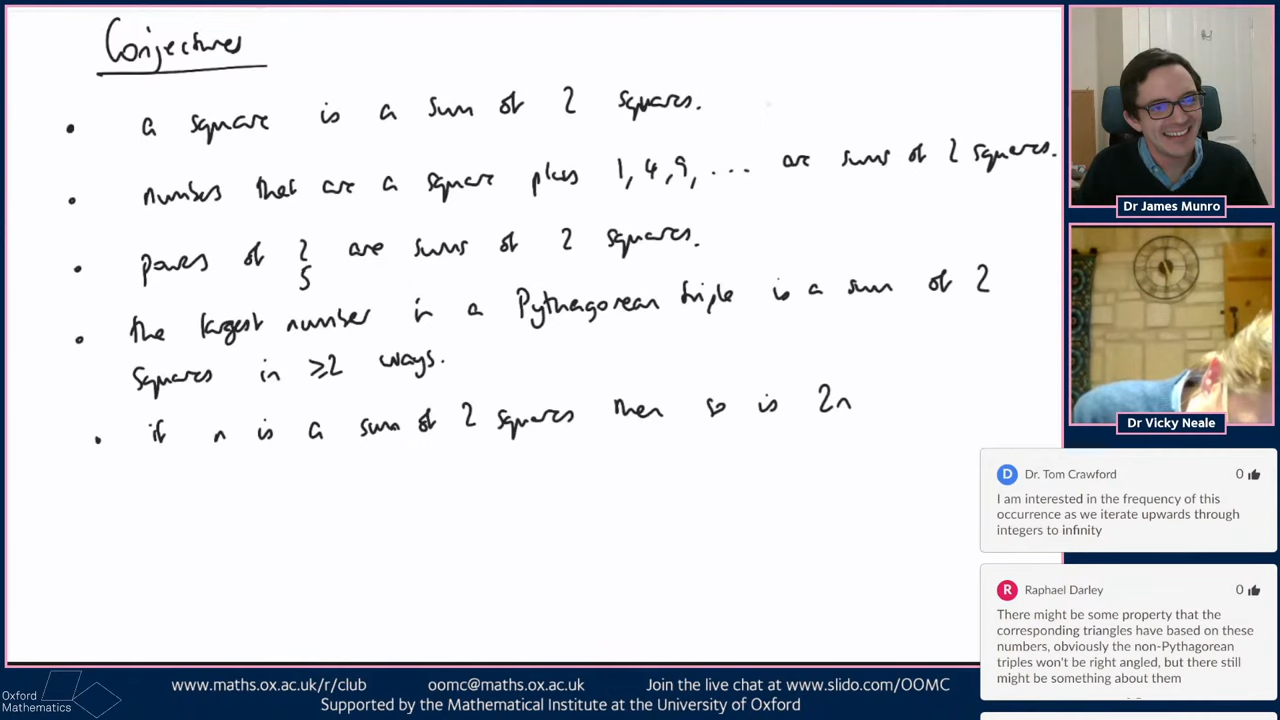 Conjectures
• a square is a sum of 2 squares.
• numbers that are a square plus 1, 4, 9, ... are sums of 2 squares.
• powers of 2 are sums of 2 squares.
5
• the largest number in a Pythagorean triple is a sum of 2
squares in ≥2 ways.
• if n is a sum of 2 squares then so is 2n
Dr James Munro
Dr Vicky Neale
D Dr. Tom Crawford 0
I am interested in the frequency of this
occurrence as we iterate upwards through
integers to infinity
R Raphael Darley 0
There might be some property that the
corresponding triangles have based on these
numbers, obviously the non-Pythagorean
triples won't be right angled, but there still
might be something about them
Oxford
Mathematics
www.maths.ox.ac.uk/r/club oomc@maths.ox.ac.uk Join the live chat at www.slido.com/OOMC
Supported by the Mathematical Institute at the University of Oxford